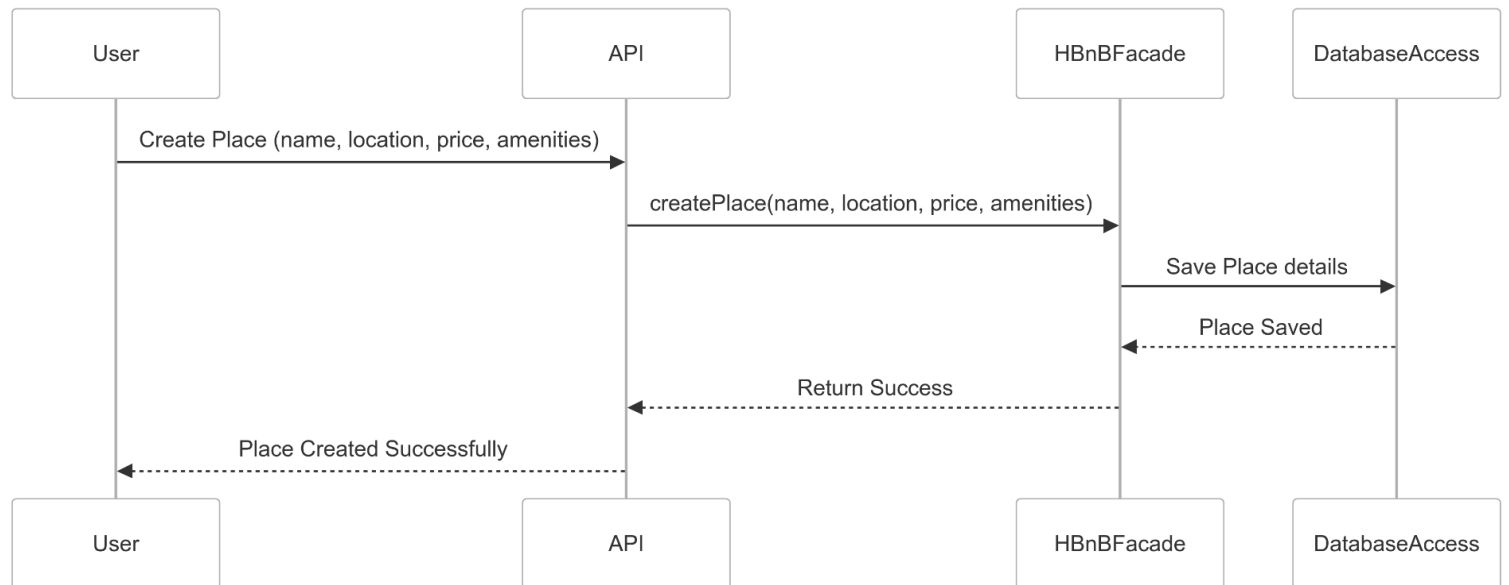 User
API
HBnBFacade
DatabaseAccess
Create Place (name, location, price, amenities)
createPlace(name, location, price, amenities)
Save Place details
Place Saved
Return Success
Place Created Successfully
User
API
HBnBFacade
DatabaseAccess